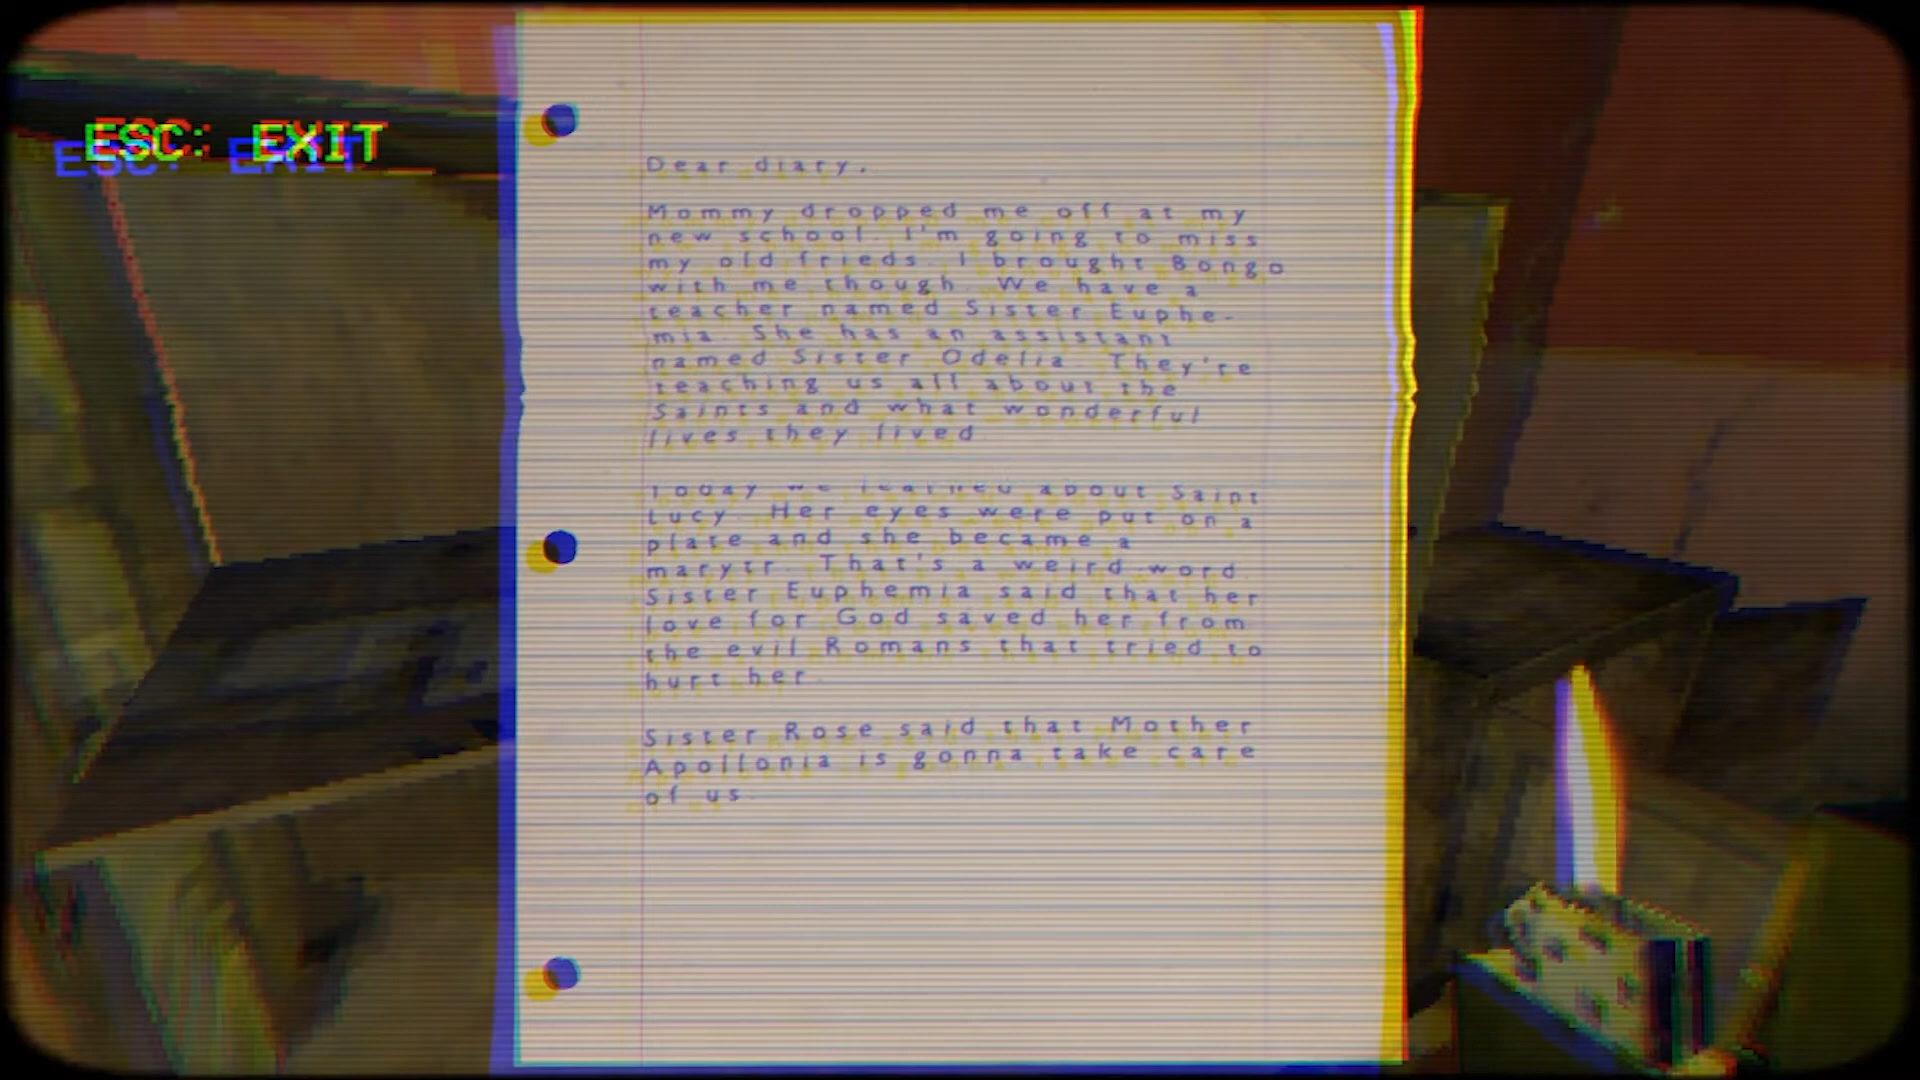 ESC: EXIT
Dear diary,
Mommy dropped me off at my
new school. I'm going to miss
my old frieds. I brought Bongo
with me though. We have a
teacher named Sister Euphe-
mia. She has an assistant
named Sister Odelia. They're
teaching us all about the
Saints and what wonderful
lives they lived.
Today we learned about Saint
Lucy. Her eyes were put on a
plate and she became a
marytr. That's a weird word.
Sister Euphemia said that her
love for God saved her from
the evil Romans that tried to
hurt her.
Sister Rose said that Mother
Apollonia is gonna take care
of us.